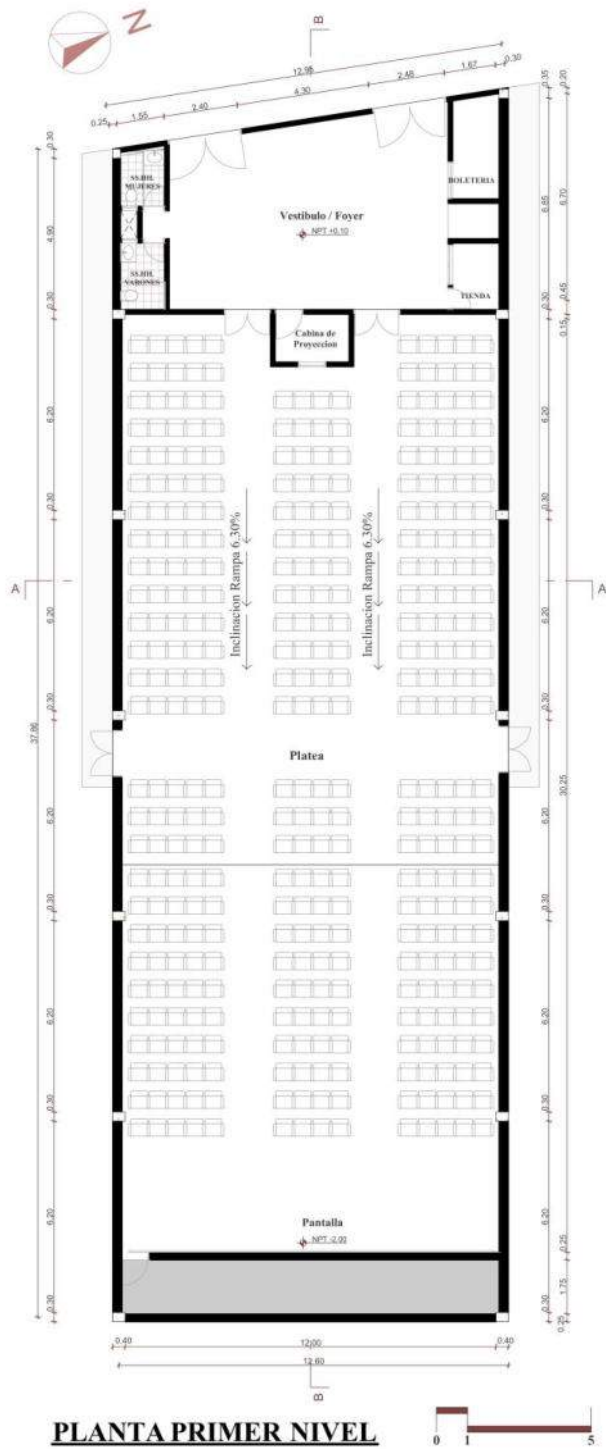 B
N
12.95
0.25
1.55
2.40
4.30
2.48
1.67
0.30
0.30
0.35
0.20
SS.HH.
MUJERES
BOLETERIA
Vestibulo / Foyer
NPT +0.10
4.90
6.65
6.70
SS.HH.
VARONES
TIENDA
0.30
0.30
0.45
0.15
Cabina de
Proyeccion
6.20
6.20
0.30
0.30
Inclinacion Rampa 6.30%
Inclinacion Rampa 6.30%
A
A
6.20
6.20
0.30
0.30
37.86
Platea
30.25
6.20
6.20
0.30
0.30
6.20
6.20
0.30
0.30
6.20
6.20
Pantalla
NPT -2.00
0.25
1.75
0.30
0.30
0.25
0.40
12.00
0.40
12.60
B
PLANTA PRIMER NIVEL
0 1 5